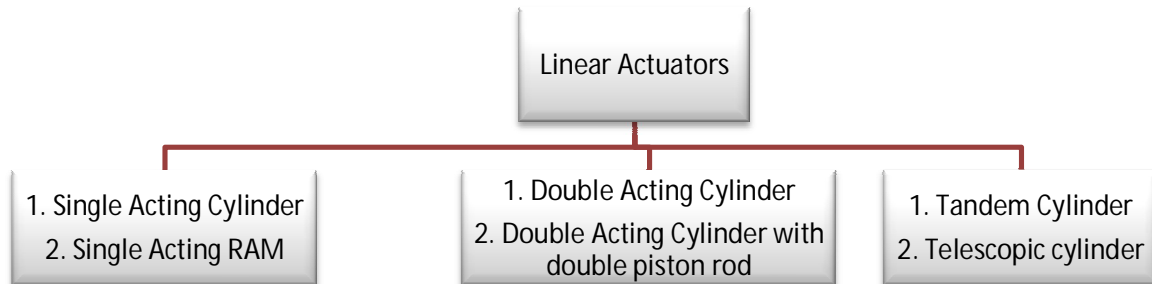 Linear Actuators
1. Single Acting Cylinder
2. Single Acting RAM
1. Double Acting Cylinder
2. Double Acting Cylinder with
double piston rod
1. Tandem Cylinder
2. Telescopic cylinder